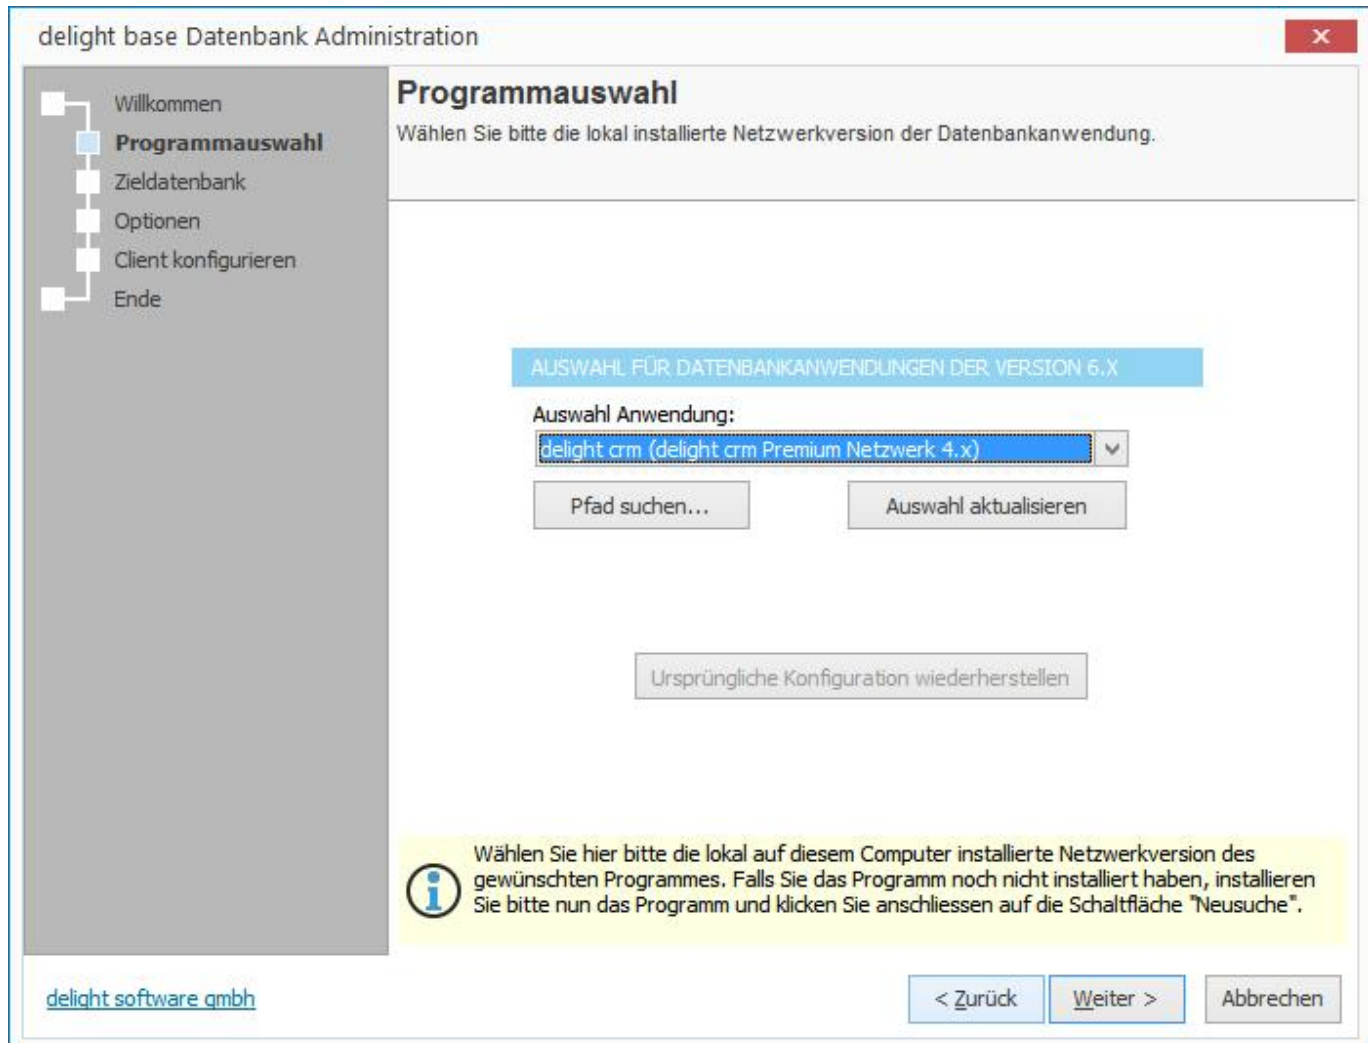 delight base Datenbank Administration
Willkommen
Programmauswahl
Zieldatenbank
Optionen
Client konfigurieren
Ende
Programmauswahl
Wählen Sie bitte die lokal installierte Netzwerkversion der Datenbankanwendung.
AUSWAHL FÜR DATENBANKANWENDUNGEN DER VERSION 6.X
Auswahl Anwendung:
delight crm (delight crm Premium Netzwerk 4.x)
Pfad suchen...
Auswahl aktualisieren
Ursprüngliche Konfiguration wiederherstellen
Wählen Sie hier bitte die lokal auf diesem Computer installierte Netzwerkversion des
gewünschten Programmes. Falls Sie das Programm noch nicht installiert haben, installieren
Sie bitte nun das Programm und klicken Sie anschliessen auf die Schaltfläche "Neusuche".
delight software gmbh
< Zurück
Weiter >
Abbrechen